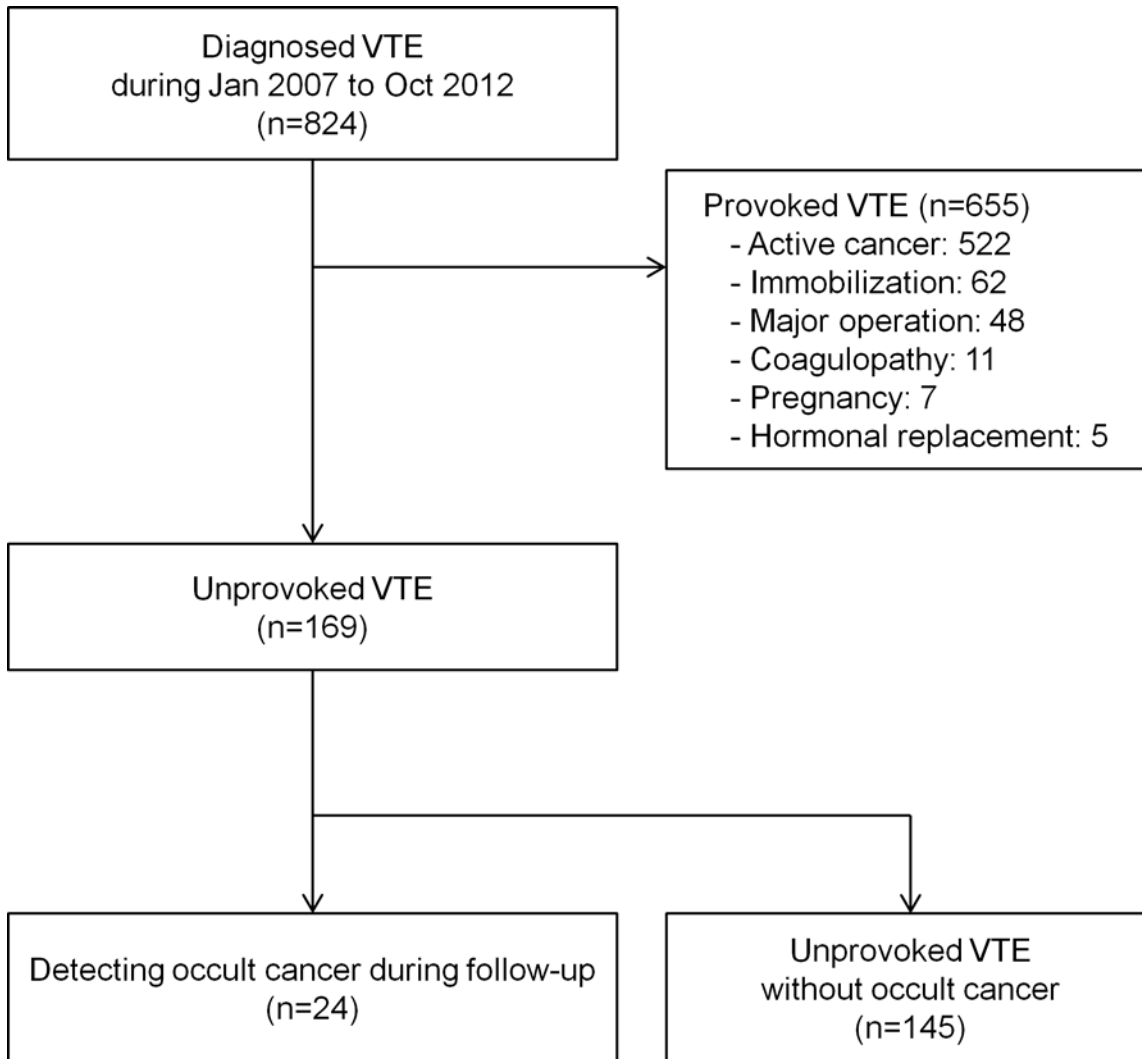 Diagnosed VTE
during Jan 2007 to Oct 2012
(n=824)
Provoked VTE (n=655)
- Active cancer: 522
- Immobilization: 62
- Major operation: 48
- Coagulopathy: 11
- Pregnancy: 7
- Hormonal replacement: 5
Unprovoked VTE
(n=169)
Detecting occult cancer during follow-up
(n=24)
Unprovoked VTE
without occult cancer
(n=145)